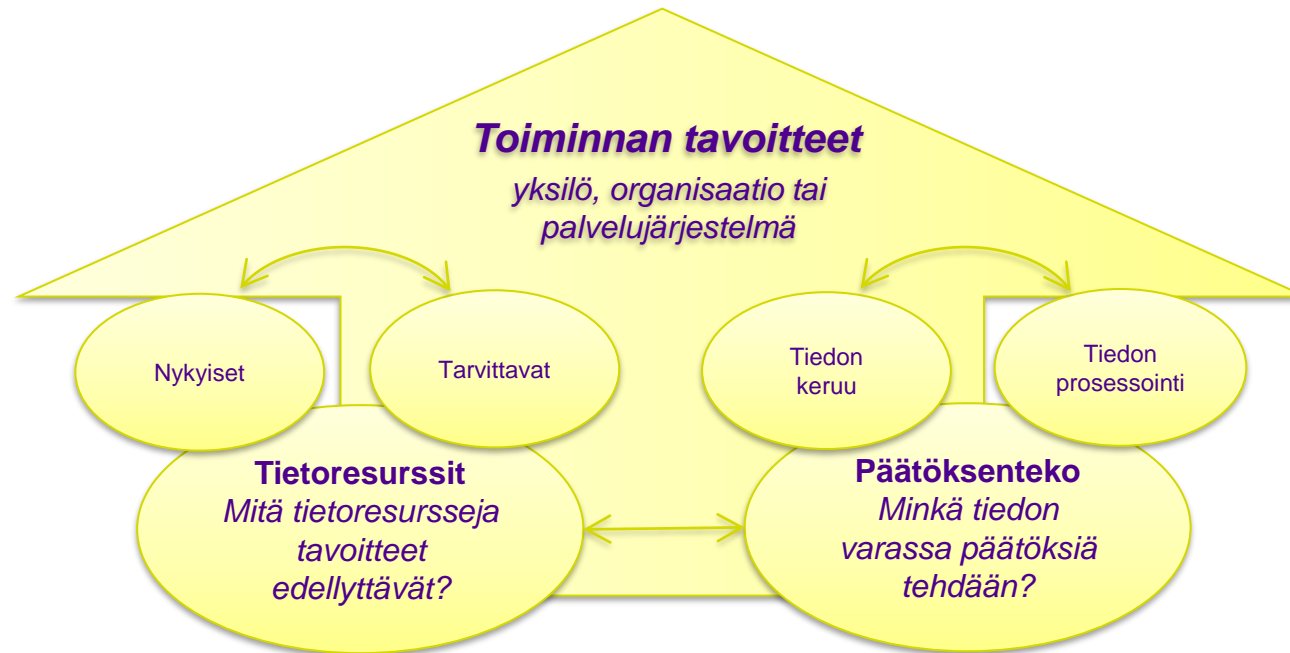 Toiminnan tavoitteet
yksilö, organisaatio tai
palvelujärjestelmä
Nykyiset
Tarvittavat
Tiedon
keruu
Tiedon
prosessointi
Tietoresurssit
Mitä tietoresursseja
tavoitteet
edellyttävät?
Päätöksenteko
Minkä tiedon
varassa päätöksiä
tehdään?